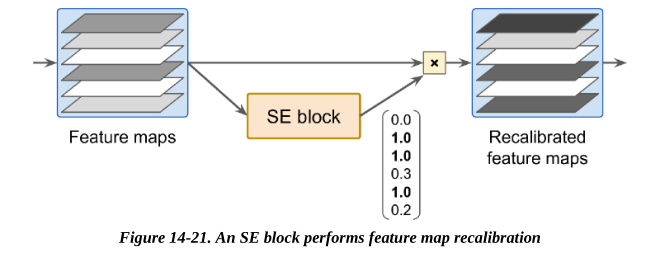 ×
SE block
Feature maps
0.0
1.0
1.0
0.3
1.0
0.2
Recalibrated
feature maps
Figure 14-21. An SE block performs feature map recalibration